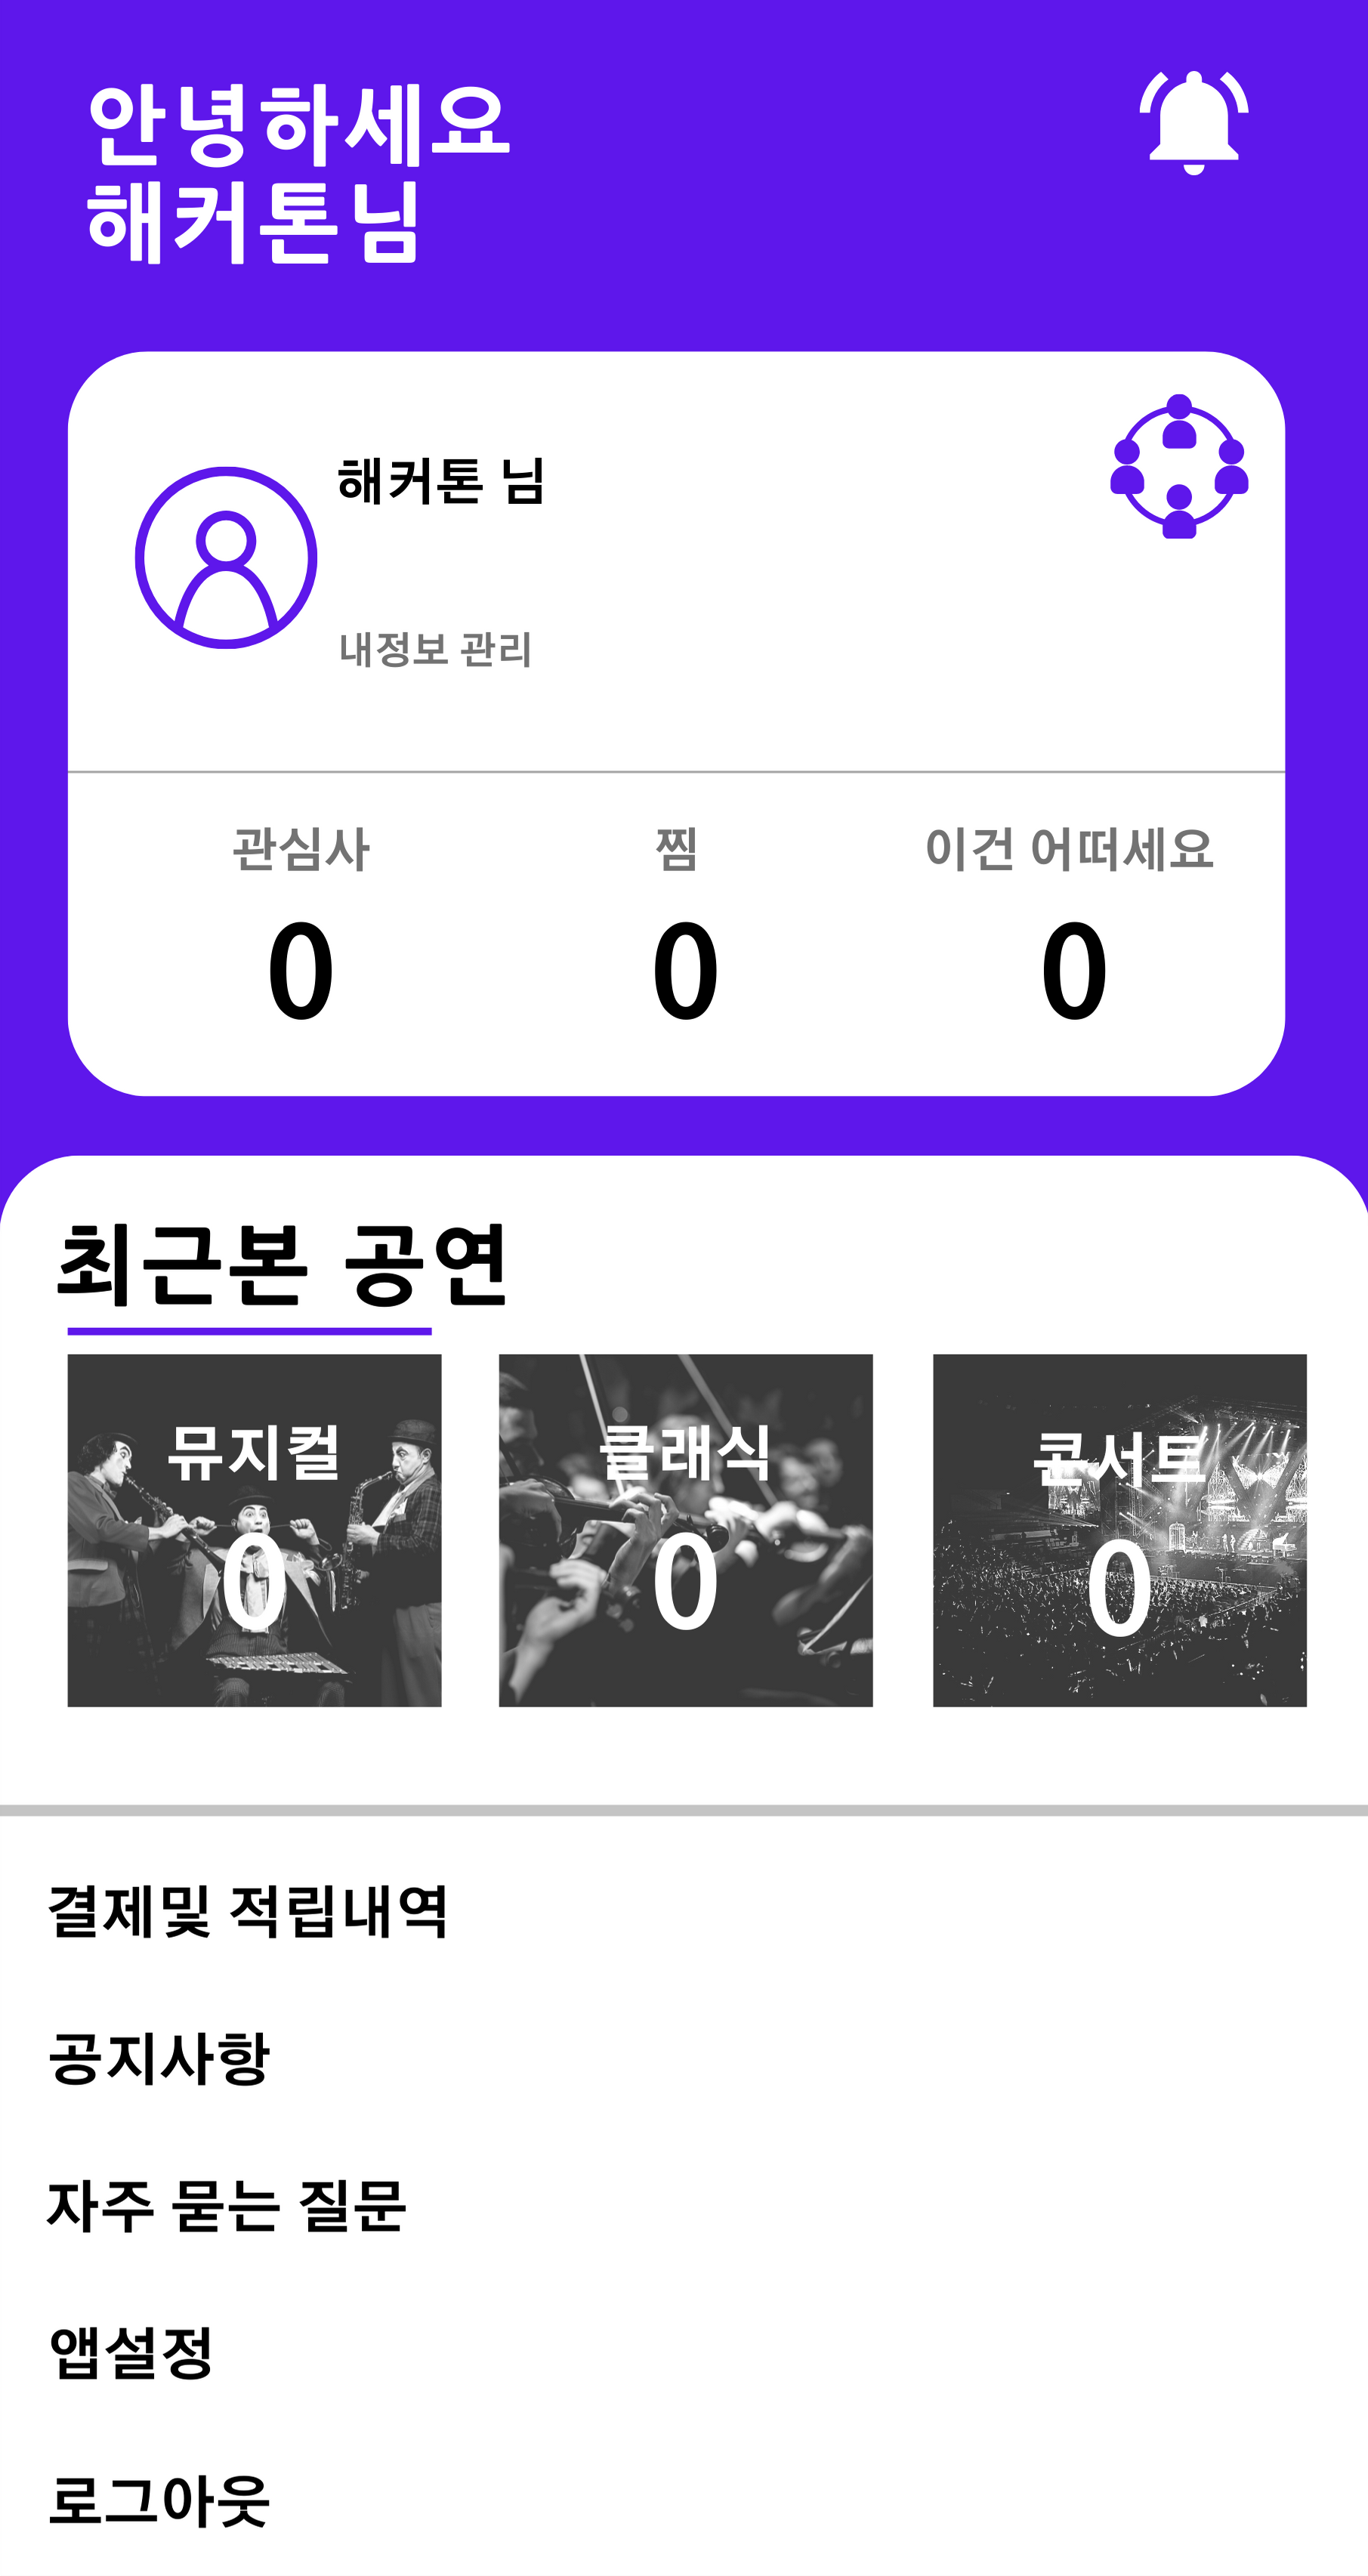 안녕하세요
해커톤님
해커톤 님
내정보 관리
관심사 찜 이건 어떠세요
0 0 0
최근본 공연
뮤지컬 클래식 콘서트
0 0 0
결제및 적립내역
공지사항
자주 묻는 질문
앱설정
로그아웃